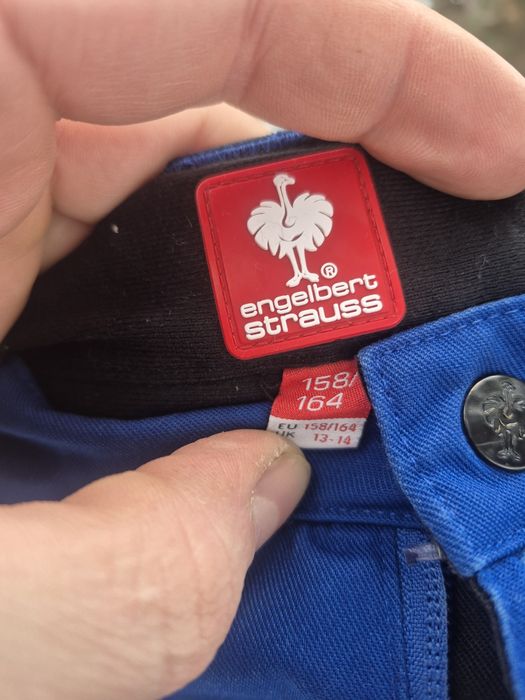 ®
engelbert
strauss
158/
164
EU 158/164
UK 13-14